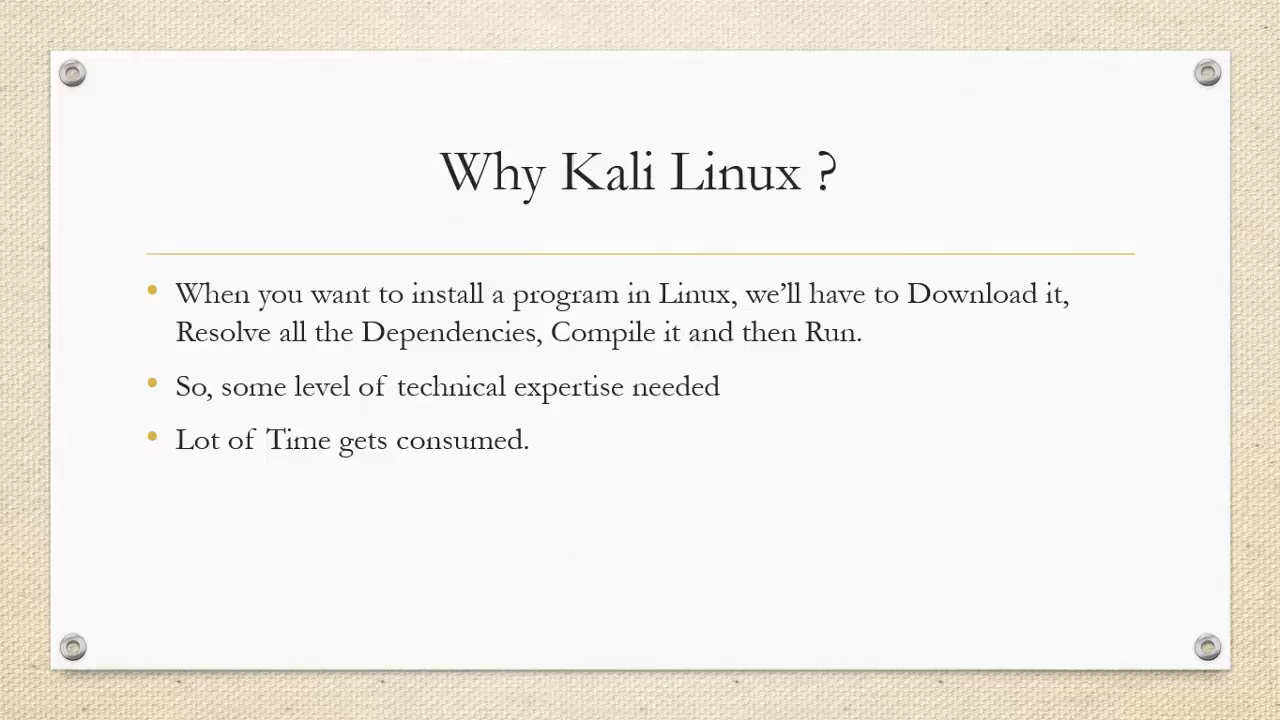 Why Kali Linux ?
• When you want to install a program in Linux, we'll have to Download it,
Resolve all the Dependencies, Compile it and then Run.
• So, some level of technical expertise needed
• Lot of Time gets consumed.